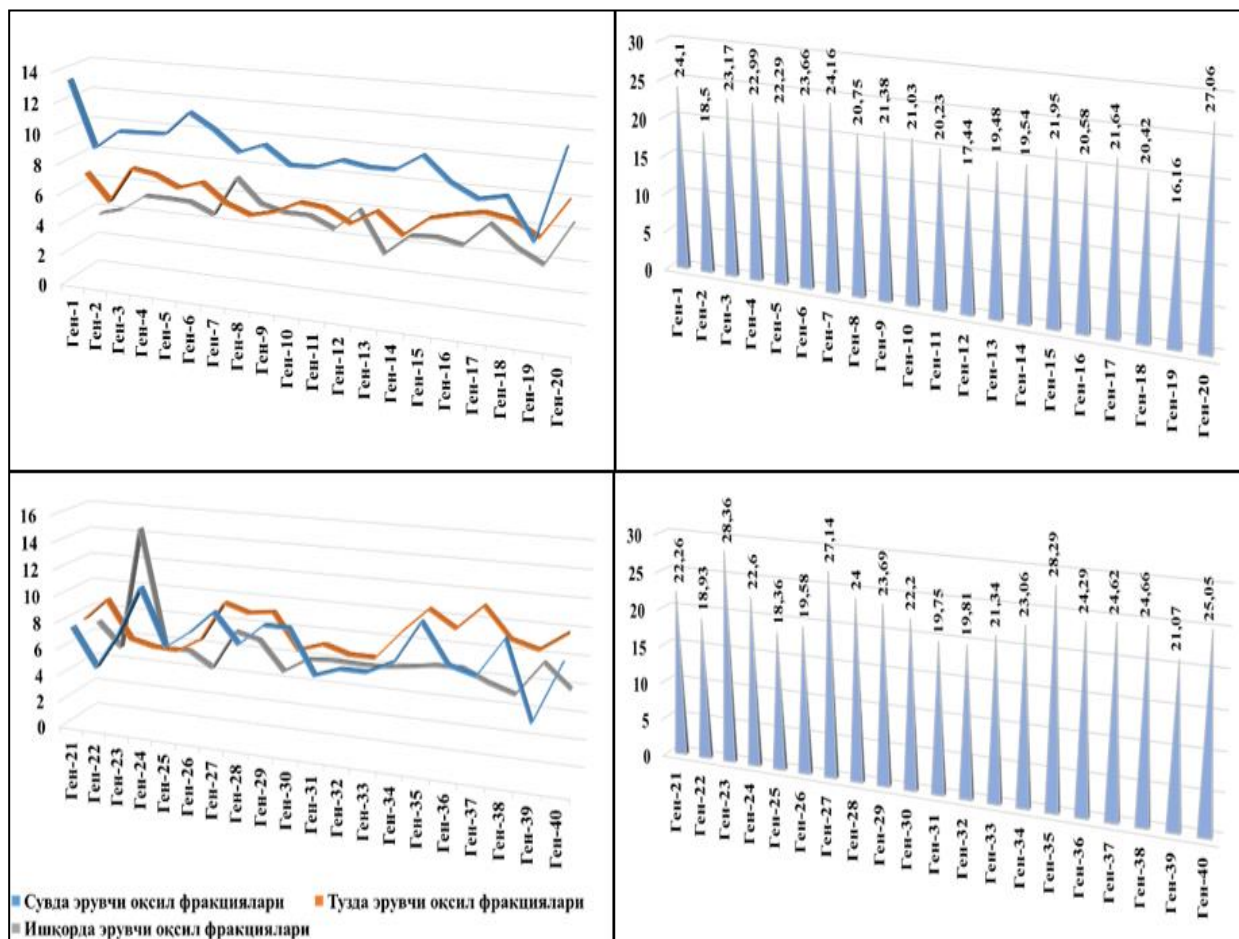 14
12
10
8
6
4
2
0
Ген-1
Ген-2
Ген-3
Ген-4
Ген-5
Ген-6
Ген-7
Ген-8
Ген-9
Ген-10
Ген-11
Ген-12
Ген-13
Ген-14
Ген-15
Ген-16
Ген-17
Ген-18
Ген-19
Ген-20
30
25
20
15
10
5
0
24,1
18,5
23,17
22,99
22,29
23,66
24,16
20,75
21,38
21,03
20,23
17,44
19,48
19,54
21,95
20,58
21,64
20,42
16,16
27,06
Ген-1
Ген-2
Ген-3
Ген-4
Ген-5
Ген-6
Ген-7
Ген-8
Ген-9
Ген-10
Ген-11
Ген-12
Ген-13
Ген-14
Ген-15
Ген-16
Ген-17
Ген-18
Ген-19
Ген-20
16
14
12
10
8
6
4
2
0
Ген-21
Ген-22
Ген-23
Ген-24
Ген-25
Ген-26
Ген-27
Ген-28
Ген-29
Ген-30
Ген-31
Ген-32
Ген-33
Ген-34
Ген-35
Ген-36
Ген-37
Ген-38
Ген-39
Ген-40
Сувда эрувчи оқсил фракциялари
Тузда эрувчи оқсил фракциялари
Ишқорда эрувчи оқсил фракциялари
30
25
20
15
10
5
0
22,26
18,93
28,36
22,6
18,36
19,58
27,14
24
23,69
22,2
19,75
19,81
21,34
23,06
28,29
24,29
24,62
24,66
21,07
25,05
Ген-21
Ген-22
Ген-23
Ген-24
Ген-25
Ген-26
Ген-27
Ген-28
Ген-29
Ген-30
Ген-31
Ген-32
Ген-33
Ген-34
Ген-35
Ген-36
Ген-37
Ген-38
Ген-39
Ген-40